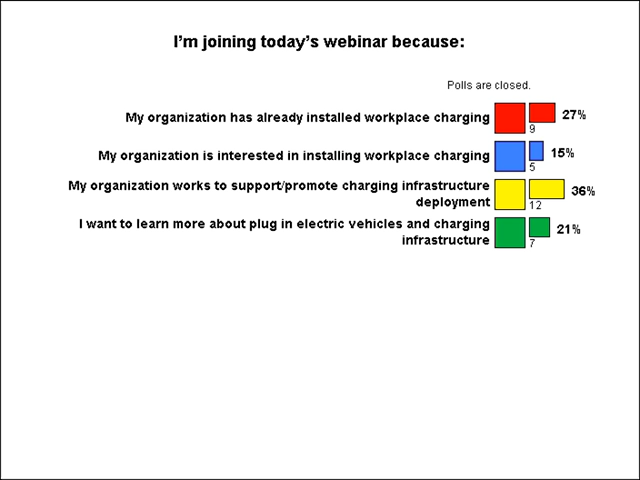 I'm joining today's webinar because:
Polls are closed.
My organization has already installed workplace charging
27%
9
My organization is interested in installing workplace charging
15%
5
My organization works to support/promote charging infrastructure
deployment
36%
12
I want to learn more about plug in electric vehicles and charging
infrastructure
21%
7